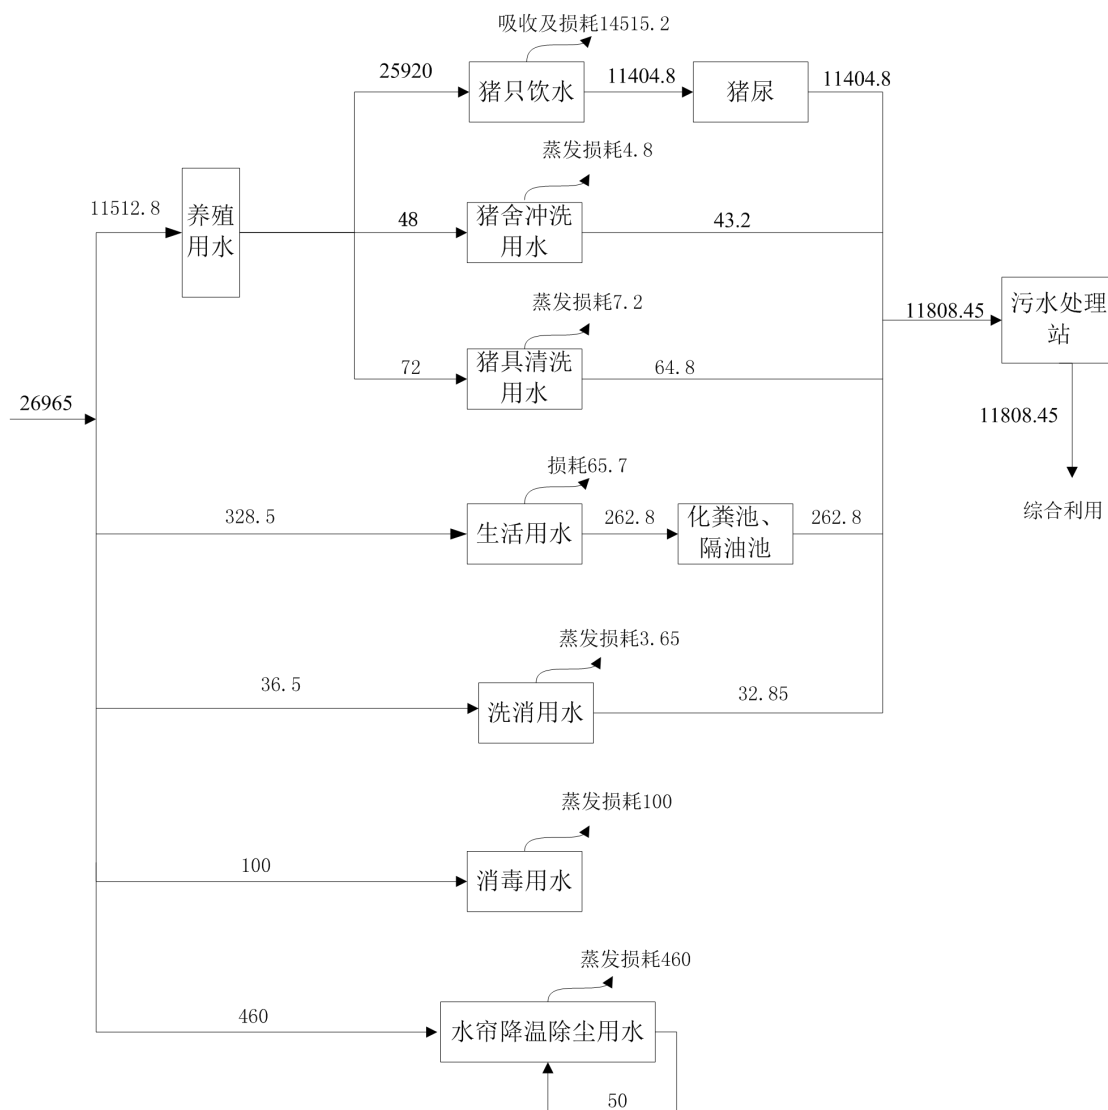 吸收及损耗14515.2
25920
猪只饮水
11404.8
猪尿
11404.8
蒸发损耗4.8
11512.8
养殖
用水
48
猪舍冲洗
用水
43.2
蒸发损耗7.2
72
猪具清洗
用水
64.8
11808.45
污水处理
站
11808.45
综合利用
26965
损耗65.7
328.5
生活用水
262.8
化粪池、
隔油池
262.8
蒸发损耗3.65
36.5
洗消用水
32.85
蒸发损耗100
100
消毒用水
蒸发损耗460
460
水帘降温除尘用水
50